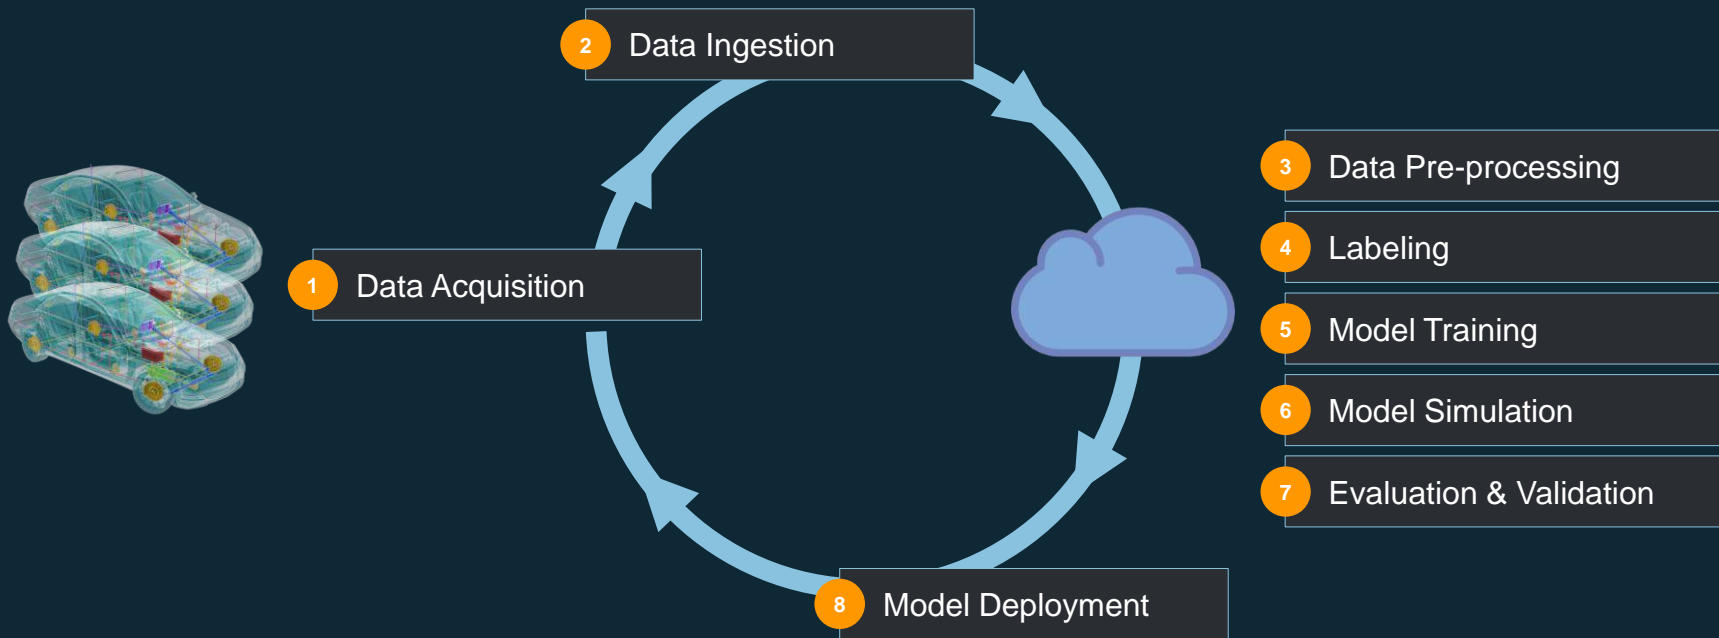 2 Data Ingestion
1 Data Acquisition
3 Data Pre-processing
4 Labeling
5 Model Training
6 Model Simulation
7 Evaluation & Validation
8 Model Deployment